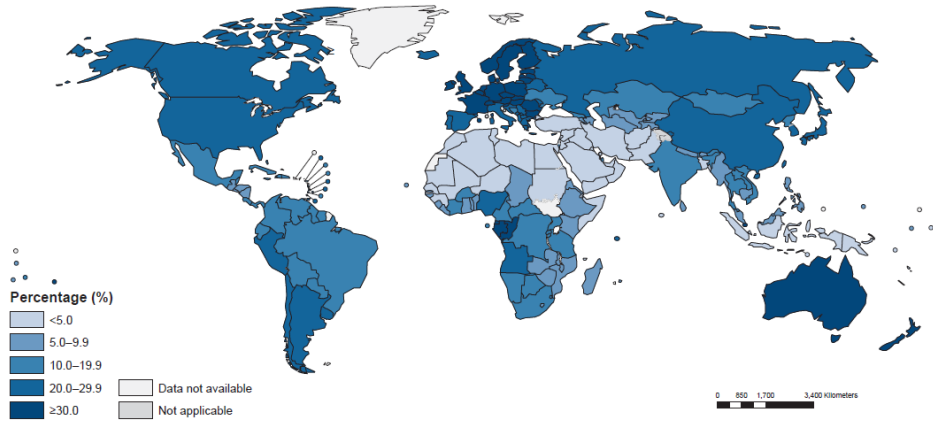 Percentage (%)
<5.0
5.0–9.9
10.0–19.9
20.0–29.9
≥30.0
Data not available
Not applicable
0 850 1,700 3,400 Kilometers